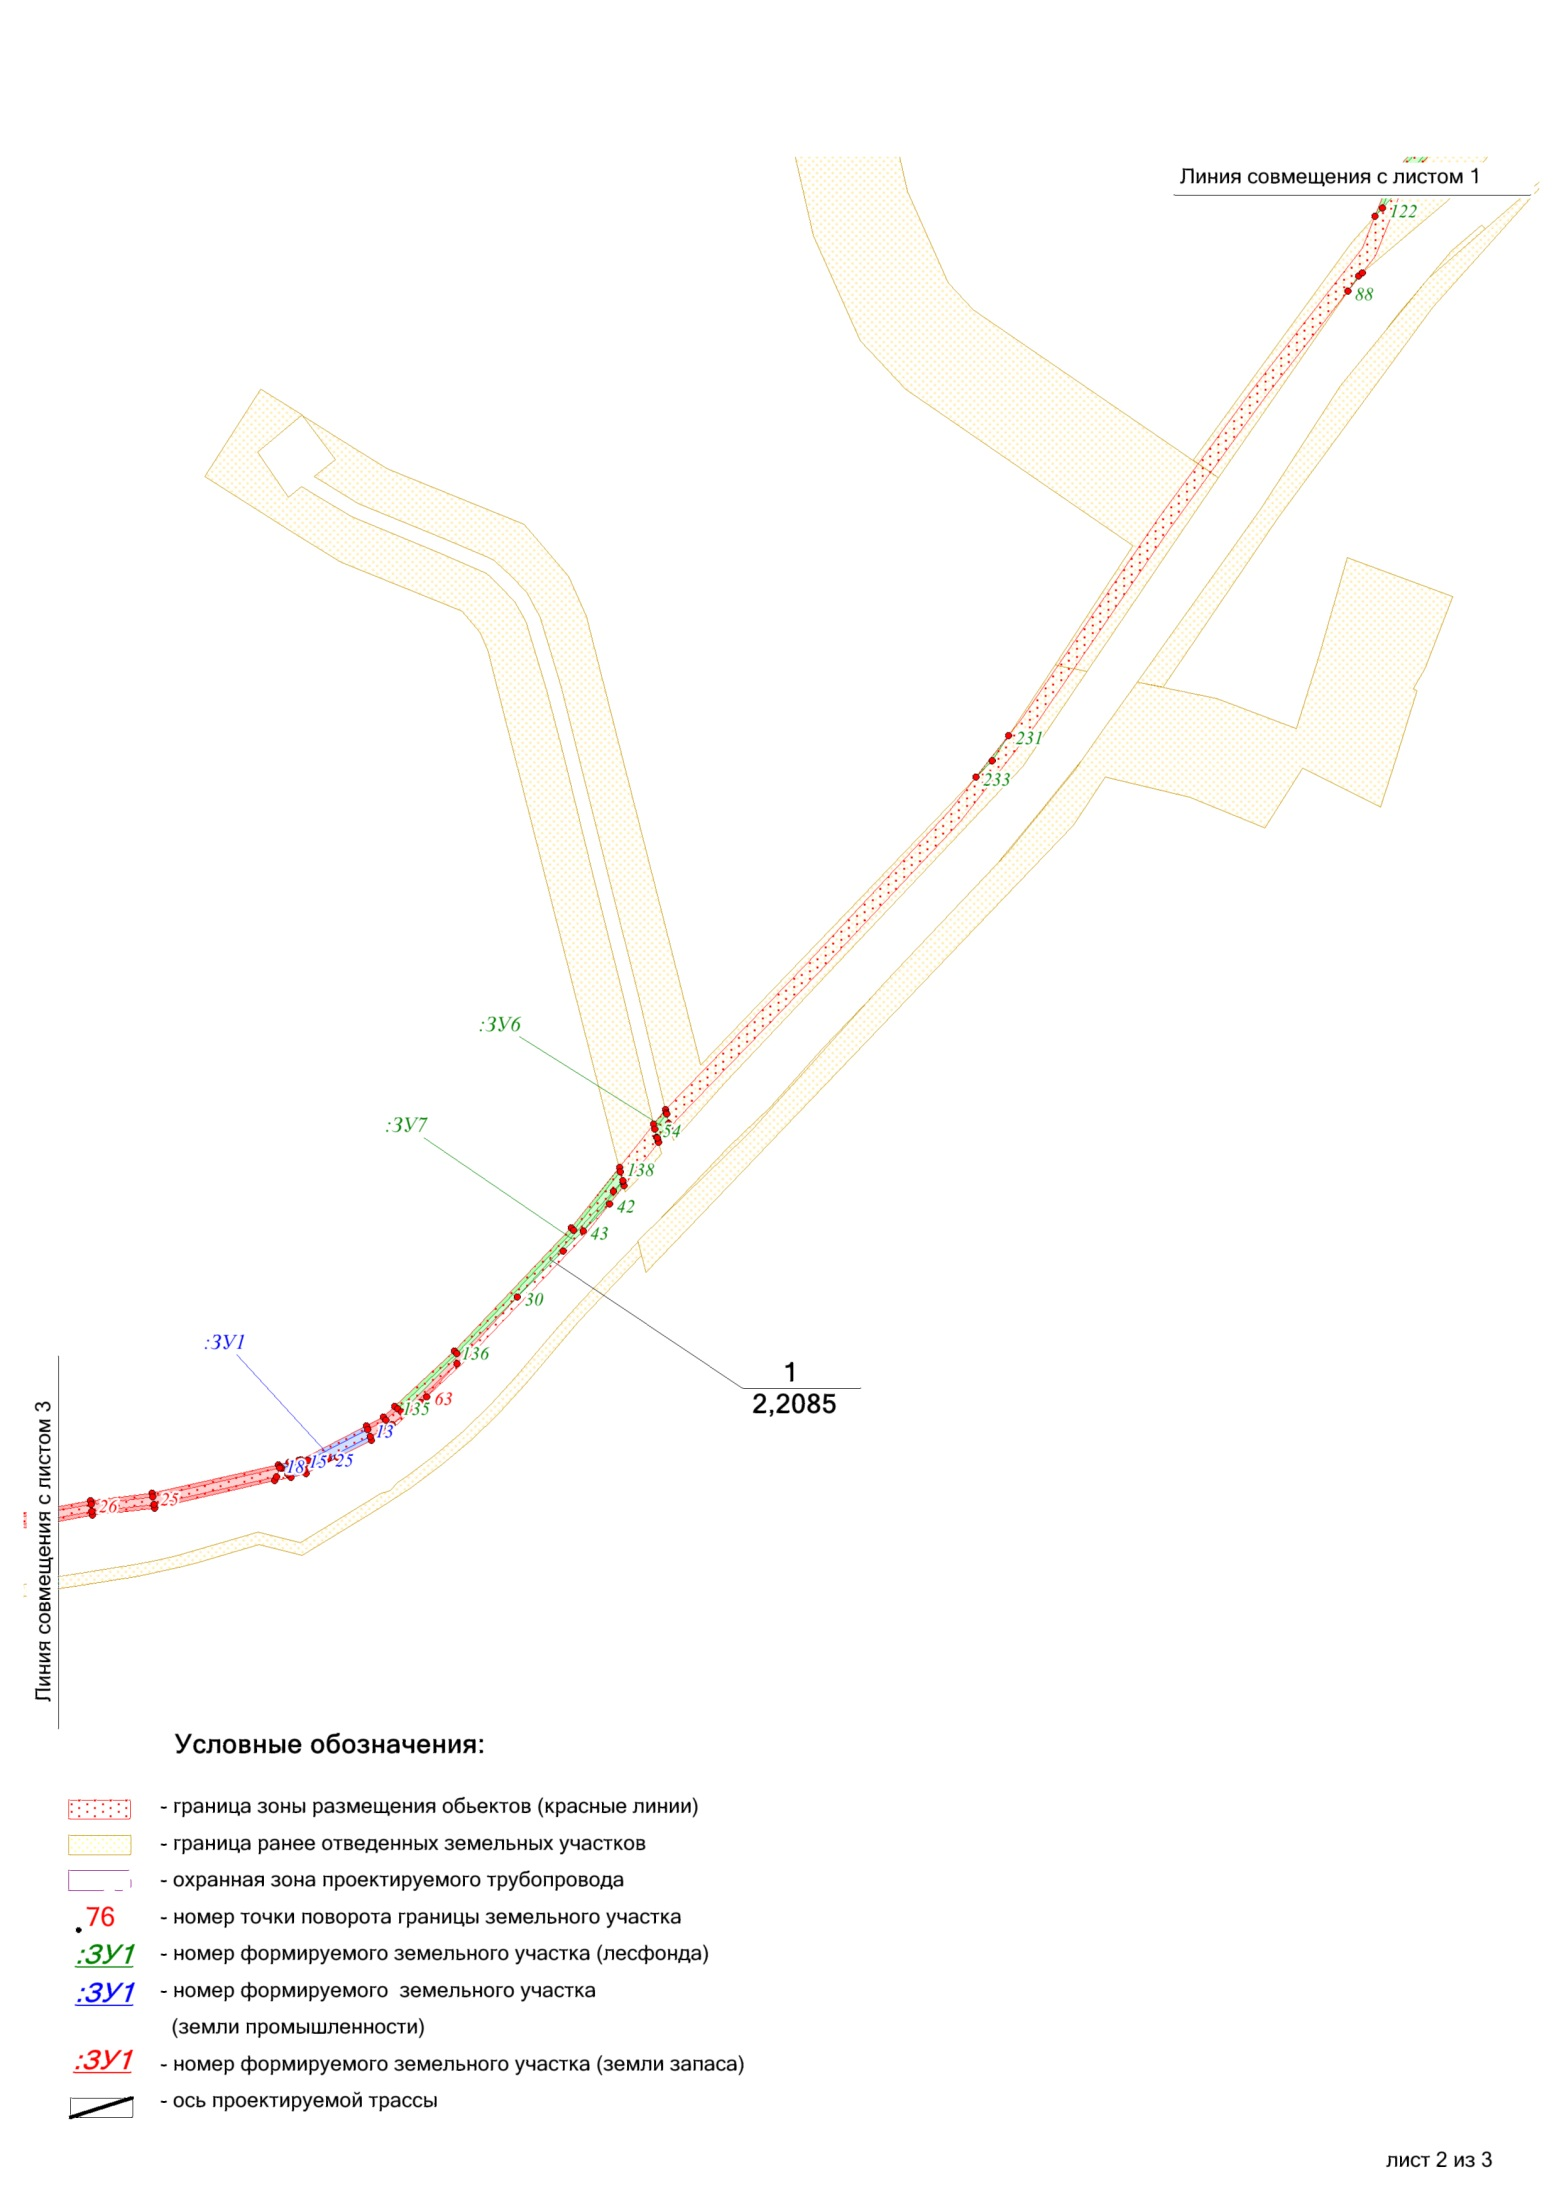 Линия совмещения с листом 1
122
88
231
233
:ЗУ6
54
:ЗУ7
138
42
43
30
:ЗУ1
136
1
2,2085
63
135
13
18
15
25
26
25
Линия совмещения с листом 3
Условные обозначения:
- граница зоны размещения обьектов (красные линии)
- граница ранее отведенных земельных участков
- охранная зона проектируемого трубопровода
76 - номер точки поворота границы земельного участка
:ЗУ1 - номер формируемого земельного участка (лесфонда)
:ЗУ1 - номер формируемого земельного участка
(земли промышленности)
:ЗУ1 - номер формируемого земельного участка (земли запаса)
- ось проектируемой трассы
лист 2 из 3